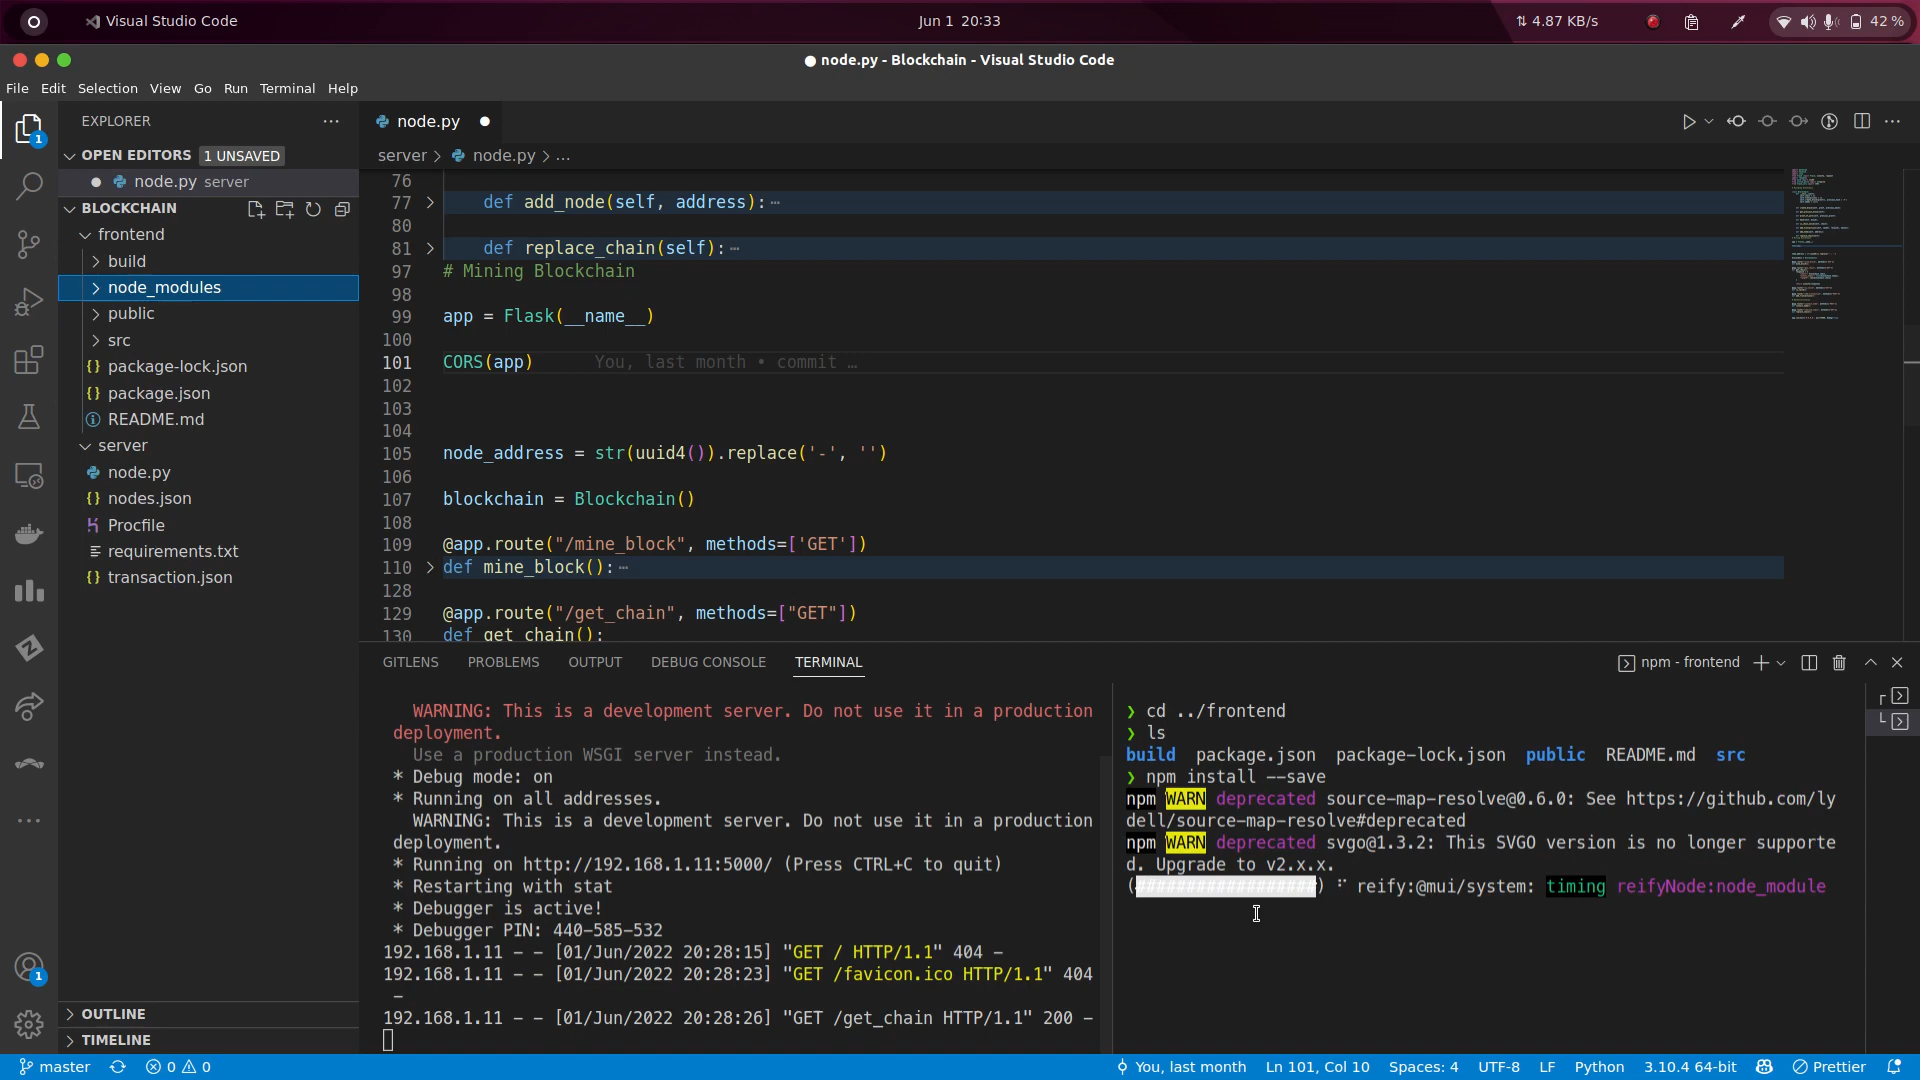 Visual Studio Code
Jun 1 20:33
4.87 KB/s
42 %
● node.py - Blockchain - Visual Studio Code
File Edit Selection View Go Run Terminal Help
EXPLORER
OPEN EDITORS 1 UNSAVED
node.py server
BLOCKCHAIN
frontend
build
node_modules
public
src
package-lock.json
package.json
README.md
server
node.py
nodes.json
Procfile
requirements.txt
transaction.json
OUTLINE
TIMELINE
1
1
node.py
server > node.py > ...
76
77 def add_node(self, address):
80
81 def replace_chain(self):
97 # Mining Blockchain
98
99 app = Flask(__name__)
100
101 CORS(app) You, last month • commit …
102
103
104
105 node_address = str(uuid4()).replace('-', '')
106
107 blockchain = Blockchain()
108
109 @app.route("/mine_block", methods=['GET'])
110 def mine_block():
128
129 @app.route("/get_chain", methods=["GET"])
130 def get_chain():
GITLENS PROBLEMS OUTPUT DEBUG CONSOLE TERMINAL
npm - frontend
WARNING: This is a development server. Do not use it in a production
deployment.
Use a production WSGI server instead.
* Debug mode: on
* Running on all addresses.
WARNING: This is a development server. Do not use it in a production
deployment.
* Running on http://192.168.1.11:5000/ (Press CTRL+C to quit)
* Restarting with stat
* Debugger is active!
* Debugger PIN: 440-585-532
192.168.1.11 - - [01/Jun/2022 20:28:15] "GET / HTTP/1.1" 404 -
192.168.1.11 - - [01/Jun/2022 20:28:23] "GET /favicon.ico HTTP/1.1" 404
-
192.168.1.11 - - [01/Jun/2022 20:28:26] "GET /get_chain HTTP/1.1" 200 -
❯ cd ../frontend
❯ ls
build package.json package-lock.json public README.md src
❯ npm install --save
npm WARN deprecated source-map-resolve@0.6.0: See https://github.com/ly
dell/source-map-resolve#deprecated
npm WARN deprecated svgo@1.3.2: This SVGO version is no longer supporte
d. Upgrade to v2.x.x.
(##################) ⠋ reify:@mui/system: timing reifyNode:node_module
master
0 0
You, last month
Ln 101, Col 10
Spaces: 4
UTF-8
LF
Python
3.10.4 64-bit
Prettier